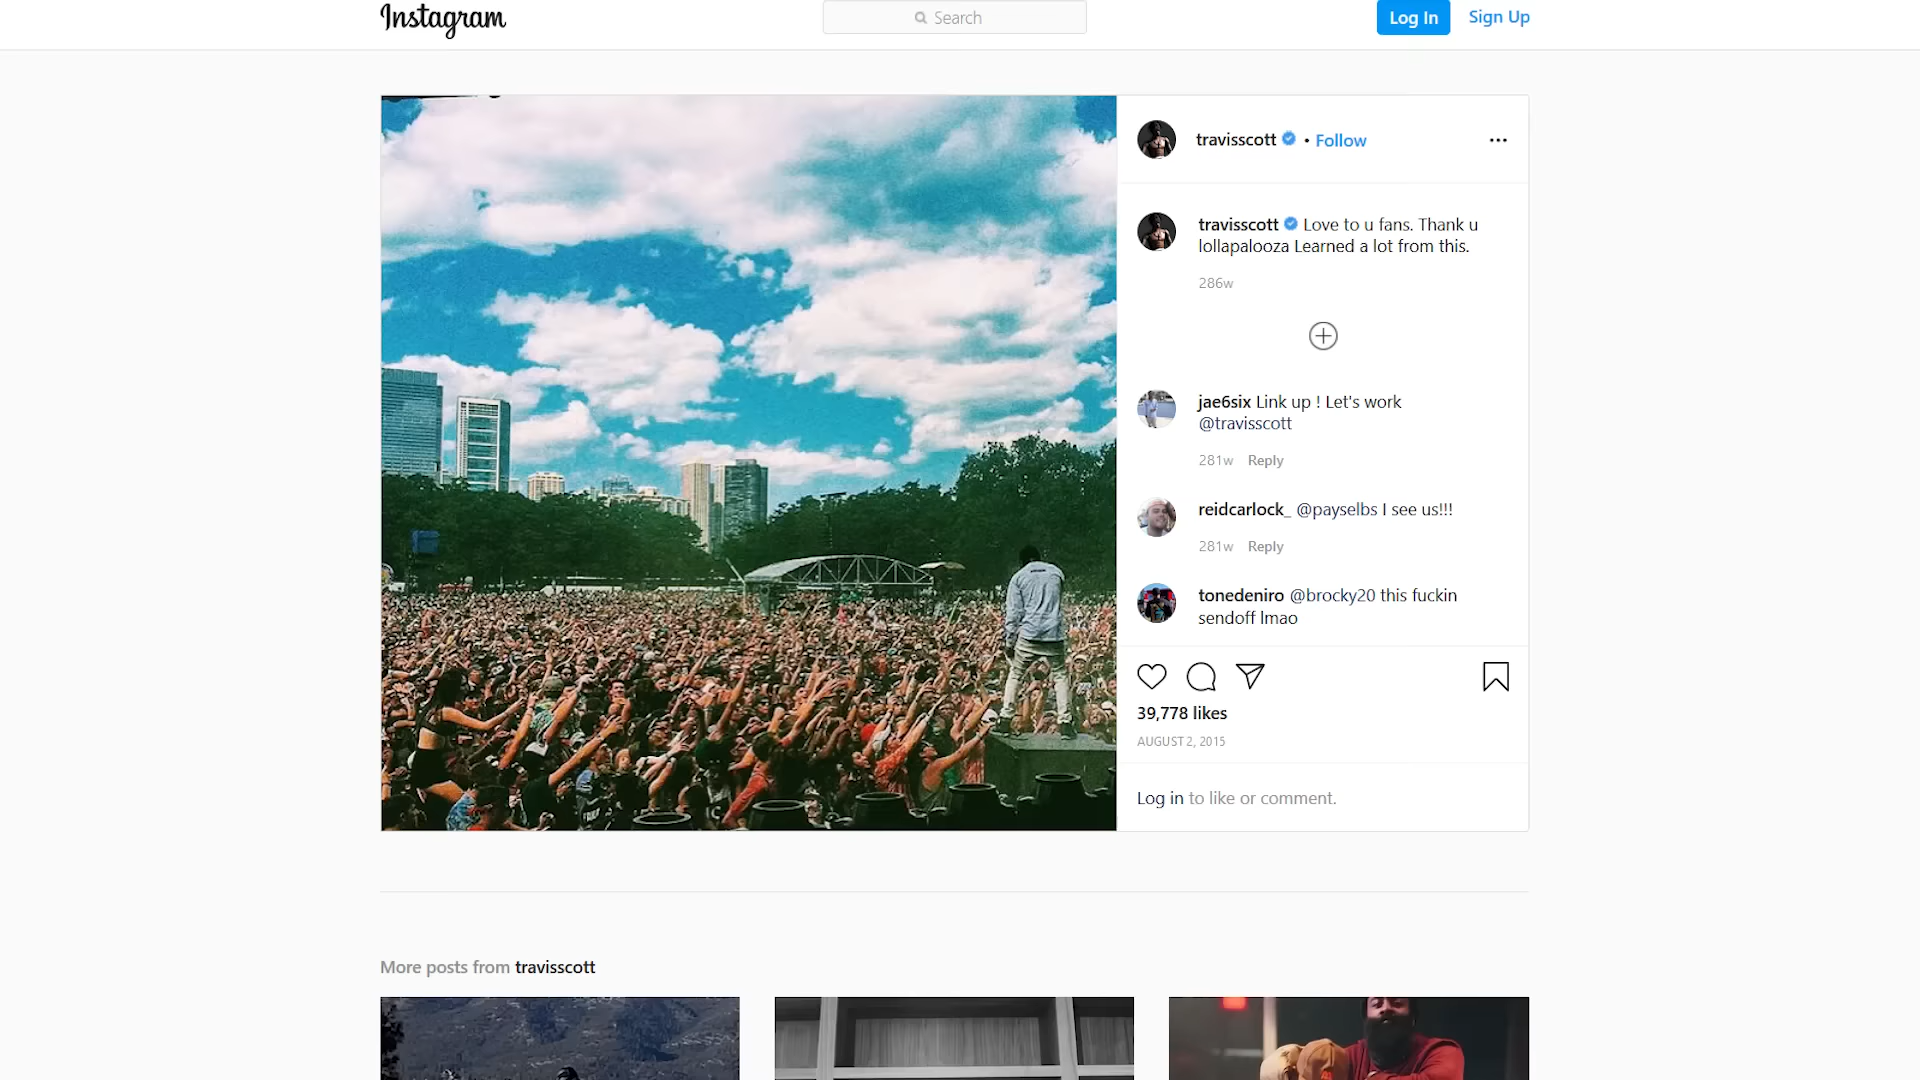 Instagram
Search
Log In
Sign Up
travisscott • Follow
travisscott Love to u fans. Thank u
lollapalooza Learned a lot from this.
286w
jae6six Link up ! Let's work
@travisscott
281w Reply
reidcarlock_ @payselbs I see us!!!
281w Reply
tonedeniro @brocky20 this fuckin
sendoff lmao
39,778 likes
AUGUST 2, 2015
Log in to like or comment.
More posts from travisscott